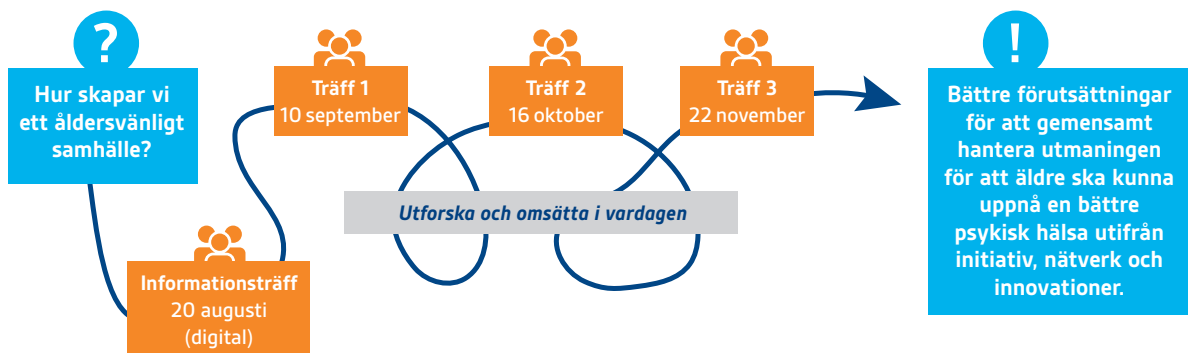 ?
Hur skapar vi
ett åldersvänligt
samhälle?
Informationsträff
20 augusti
(digital)
Träff 1
10 september
Träff 2
16 oktober
Träff 3
22 november
Utforska och omsätta i vardagen
!
Bättre förutsättningar
för att gemensamt
hantera utmaningen
för att äldre ska kunna
uppnå en bättre
psykisk hälsa utifrån
initiativ, nätverk och
innovationer.